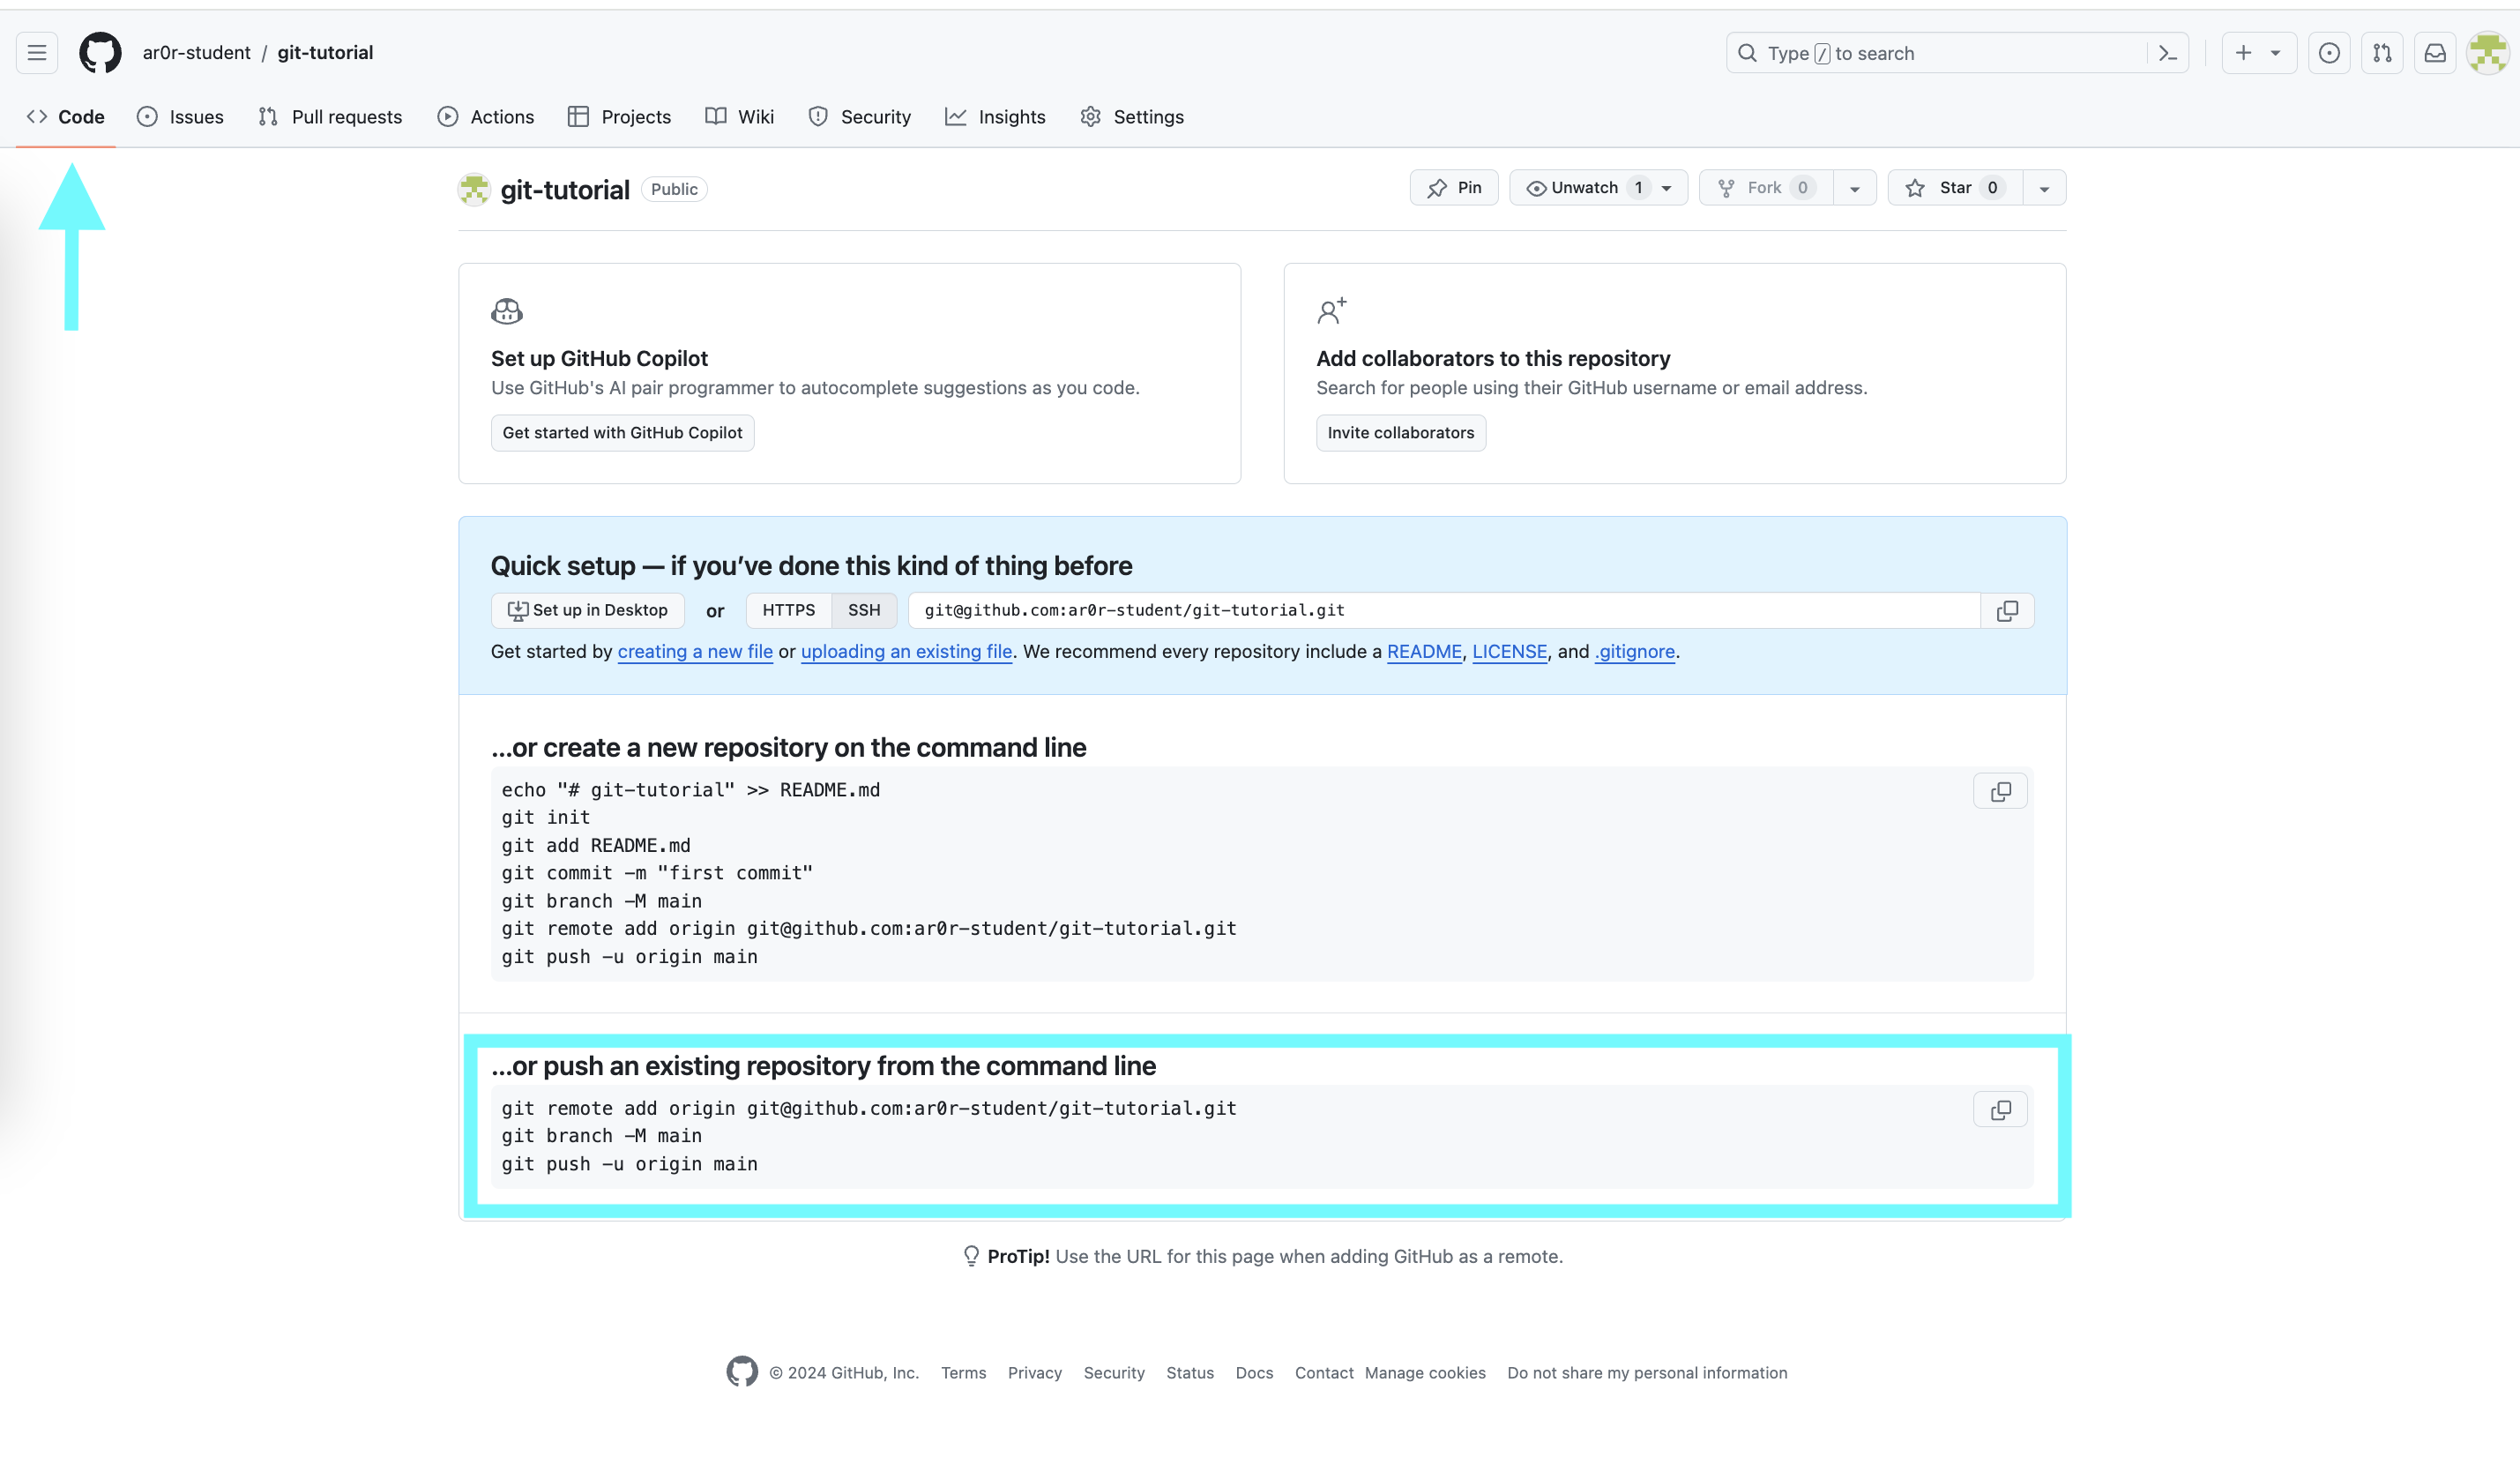 ar0r-student / git-tutorial
Type / to search
Code Issues Pull requests Actions Projects Wiki Security Insights Settings
git-tutorial Public
Pin Unwatch 1 Fork 0 Star 0
Set up GitHub Copilot
Use GitHub's AI pair programmer to autocomplete suggestions as you code.
Get started with GitHub Copilot
Add collaborators to this repository
Search for people using their GitHub username or email address.
Invite collaborators
Quick setup — if you’ve done this kind of thing before
Set up in Desktop or HTTPS SSH git@github.com:ar0r-student/git-tutorial.git
Get started by creating a new file or uploading an existing file. We recommend every repository include a README, LICENSE, and .gitignore.
…or create a new repository on the command line
echo "# git-tutorial" >> README.md
git init
git add README.md
git commit -m "first commit"
git branch -M main
git remote add origin git@github.com:ar0r-student/git-tutorial.git
git push -u origin main
…or push an existing repository from the command line
git remote add origin git@github.com:ar0r-student/git-tutorial.git
git branch -M main
git push -u origin main
ProTip! Use the URL for this page when adding GitHub as a remote.
© 2024 GitHub, Inc. Terms Privacy Security Status Docs Contact Manage cookies Do not share my personal information